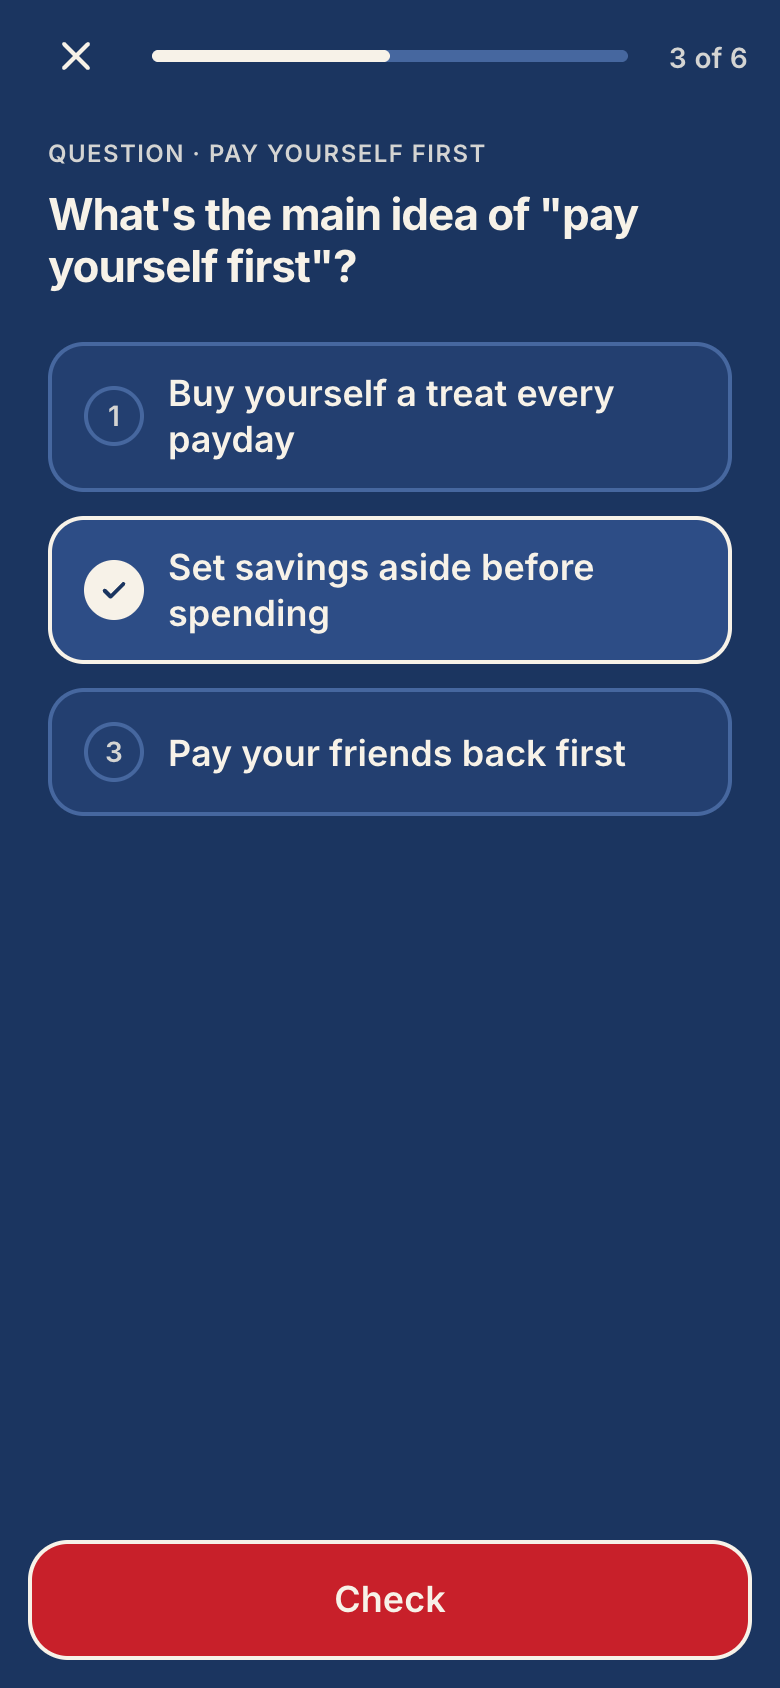 3 of 6
QUESTION · PAY YOURSELF FIRST
What's the main idea of "pay
yourself first"?
1
Buy yourself a treat every
payday
Set savings aside before
spending
3
Pay your friends back first
Check